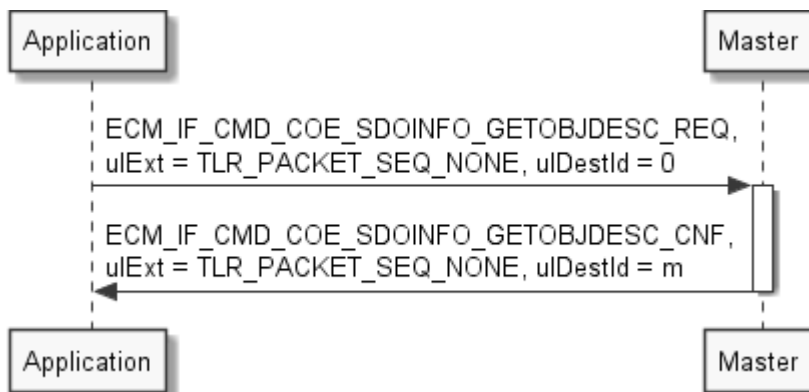 Application
Master
ECM_IF_CMD_COE_SDOINFO_GETOBJDESC_REQ,
ulExt = TLR_PACKET_SEQ_NONE, ulDestId = 0
ECM_IF_CMD_COE_SDOINFO_GETOBJDESC_CNF,
ulExt = TLR_PACKET_SEQ_NONE, ulDestId = m
Application
Master